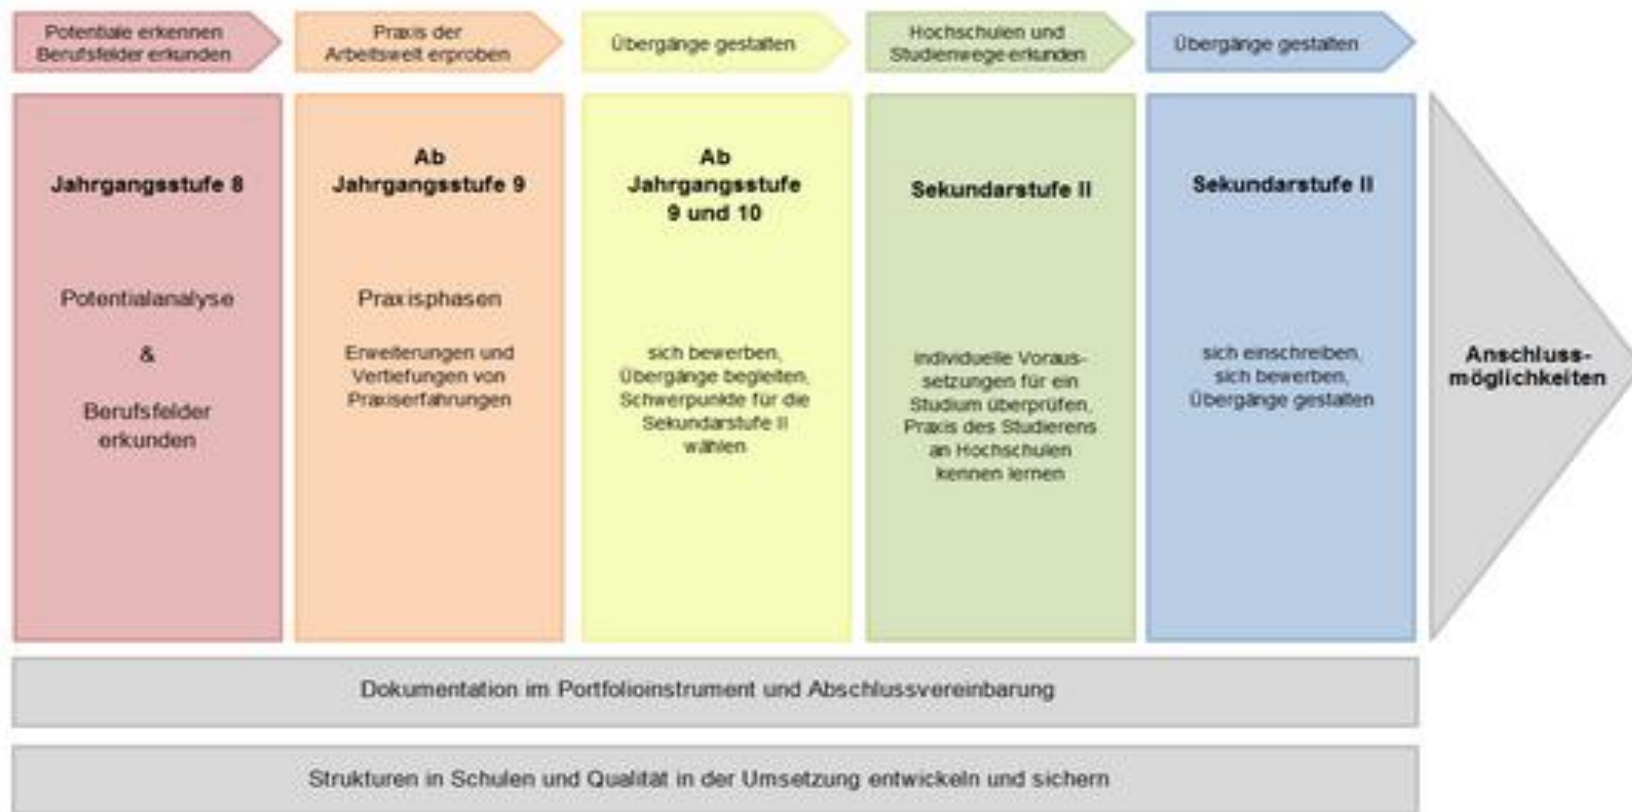 Potentiale erkennen
Berufsfelder erkunden
Praxis der
Arbeitswelt erproben
Übergänge gestalten
Hochschulen und
Studienwege erkunden
Übergänge gestalten
Jahrgangsstufe 8
Potentialanalyse
&
Berufsfelder
erkunden
Ab
Jahrgangsstufe 9
Praxisphasen
Erweiterungen und
Vertiefungen von
Praxiserfahrungen
Ab
Jahrgangsstufe
9 und 10
sich bewerben,
Übergänge begleiten,
Schwerpunkte für die
Sekundarstufe II
wählen
Sekundarstufe II
individuelle Voraus-
setzungen für ein
Studium überprüfen,
Praxis des Studierens
an Hochschulen
kennen lernen
Sekundarstufe II
sich einschreiben,
sich bewerben,
Übergänge gestalten
Anschluss-
möglichkeiten
Dokumentation im Portfolioinstrument und Abschlussvereinbarung
Strukturen in Schulen und Qualität in der Umsetzung entwickeln und sichern